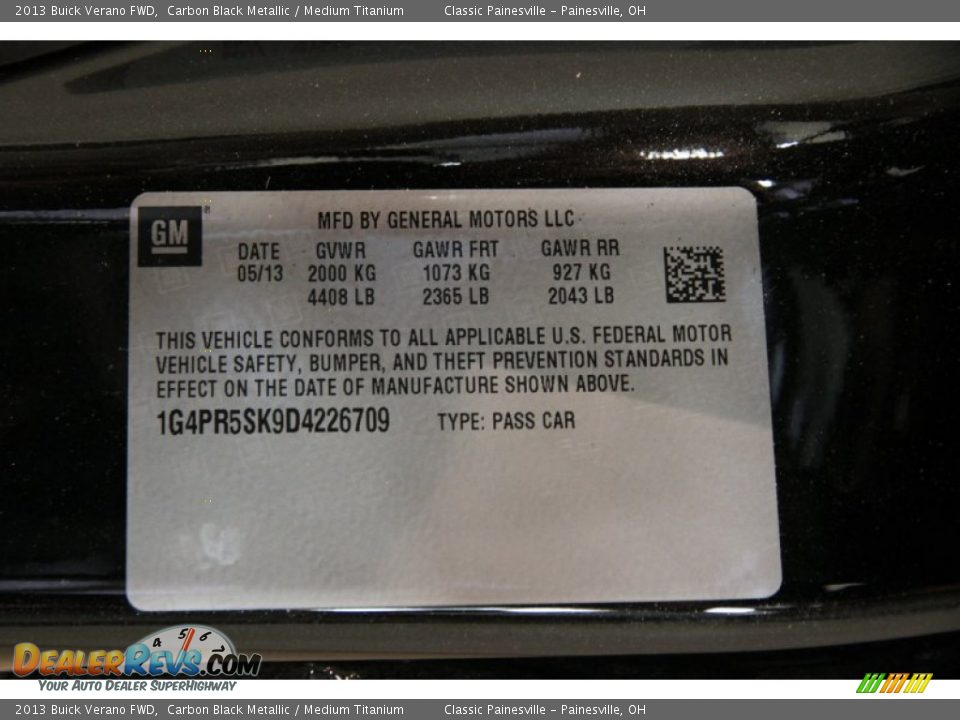 2013 Buick Verano FWD, Carbon Black Metallic / Medium Titanium Classic Painesville - Painesville, OH
GM
MFD BY GENERAL MOTORS LLC
DATE GVWR GAWR FRT GAWR RR
05/13 2000 KG 1073 KG 927 KG
4408 LB 2365 LB 2043 LB
THIS VEHICLE CONFORMS TO ALL APPLICABLE U.S. FEDERAL MOTOR
VEHICLE SAFETY, BUMPER, AND THEFT PREVENTION STANDARDS IN
EFFECT ON THE DATE OF MANUFACTURE SHOWN ABOVE.
1G4PR5SK9D4226709 TYPE: PASS CAR
4 5 6 7
DEALERREVS.COM
YOUR AUTO DEALER SUPERHIGHWAY
2013 Buick Verano FWD, Carbon Black Metallic / Medium Titanium Classic Painesville - Painesville, OH